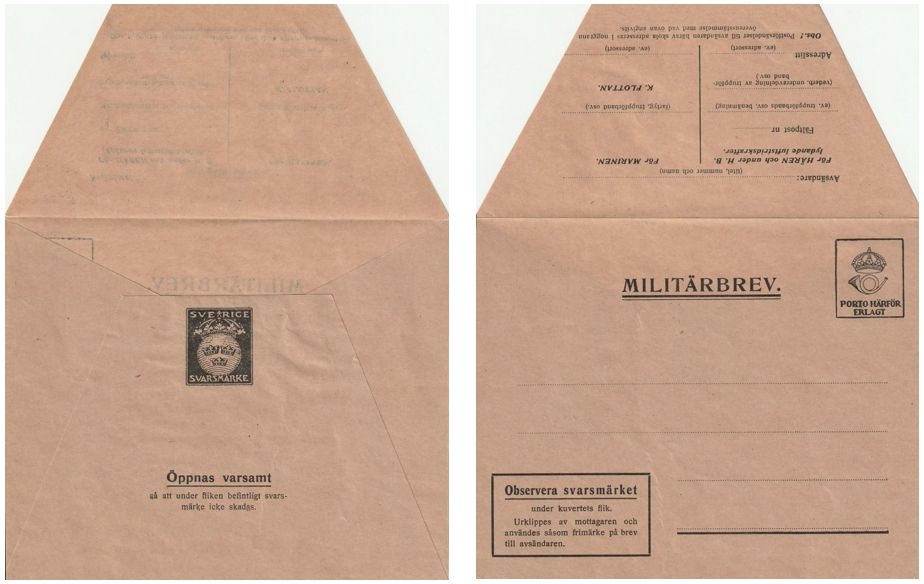 SVERIGE
SVARSMÄRKE
Öppnas varsamt
så att under fliken befintligt svars-
märke icke skadas.
Avsändare:
(titel, nummer och namn)
För HÄREN och under H. B.
lydande luftstridskrafter.
Fältpost nr
(ev. truppförbands osv. benämning)
(vederb. underavdelning av truppför-
band osv.)
Adresslitt
(ev. adressort)
För MARINEN.
(fartyg, truppförband osv.)
K. FLOTTAN.
(ev. adressort)
Obs.! Postförsändelser till avsändaren härav skola adresseras i noggrann
överensstämmelse med vad ovan angivits.
MILITÄRBREV.
PORTO HÄRFÖR
ERLAGT
Observera svarsmärket
under kuvertets flik.
Urklippes av mottagaren och
användes såsom frimärke på brev
till avsändaren.